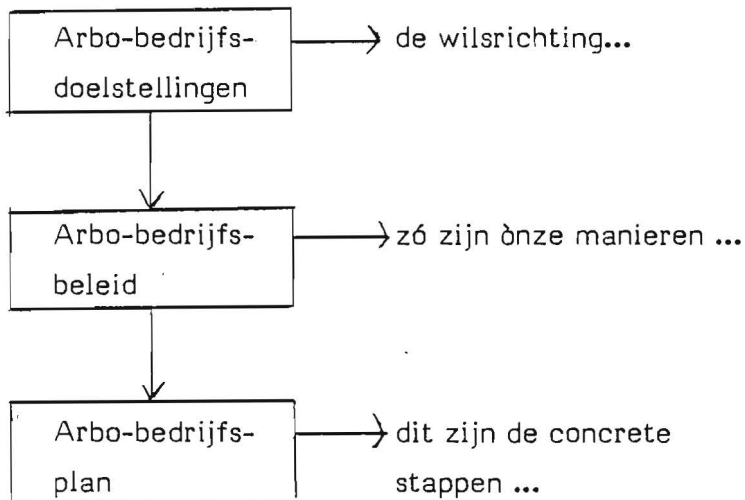 Arbo-bedrijfs-
doelstellingen
de wilsrichting...
Arbo-bedrijfs-
beleid
zó zijn ònze manieren ...
Arbo-bedrijfs-
plan
dit zijn de concrete
stappen ...